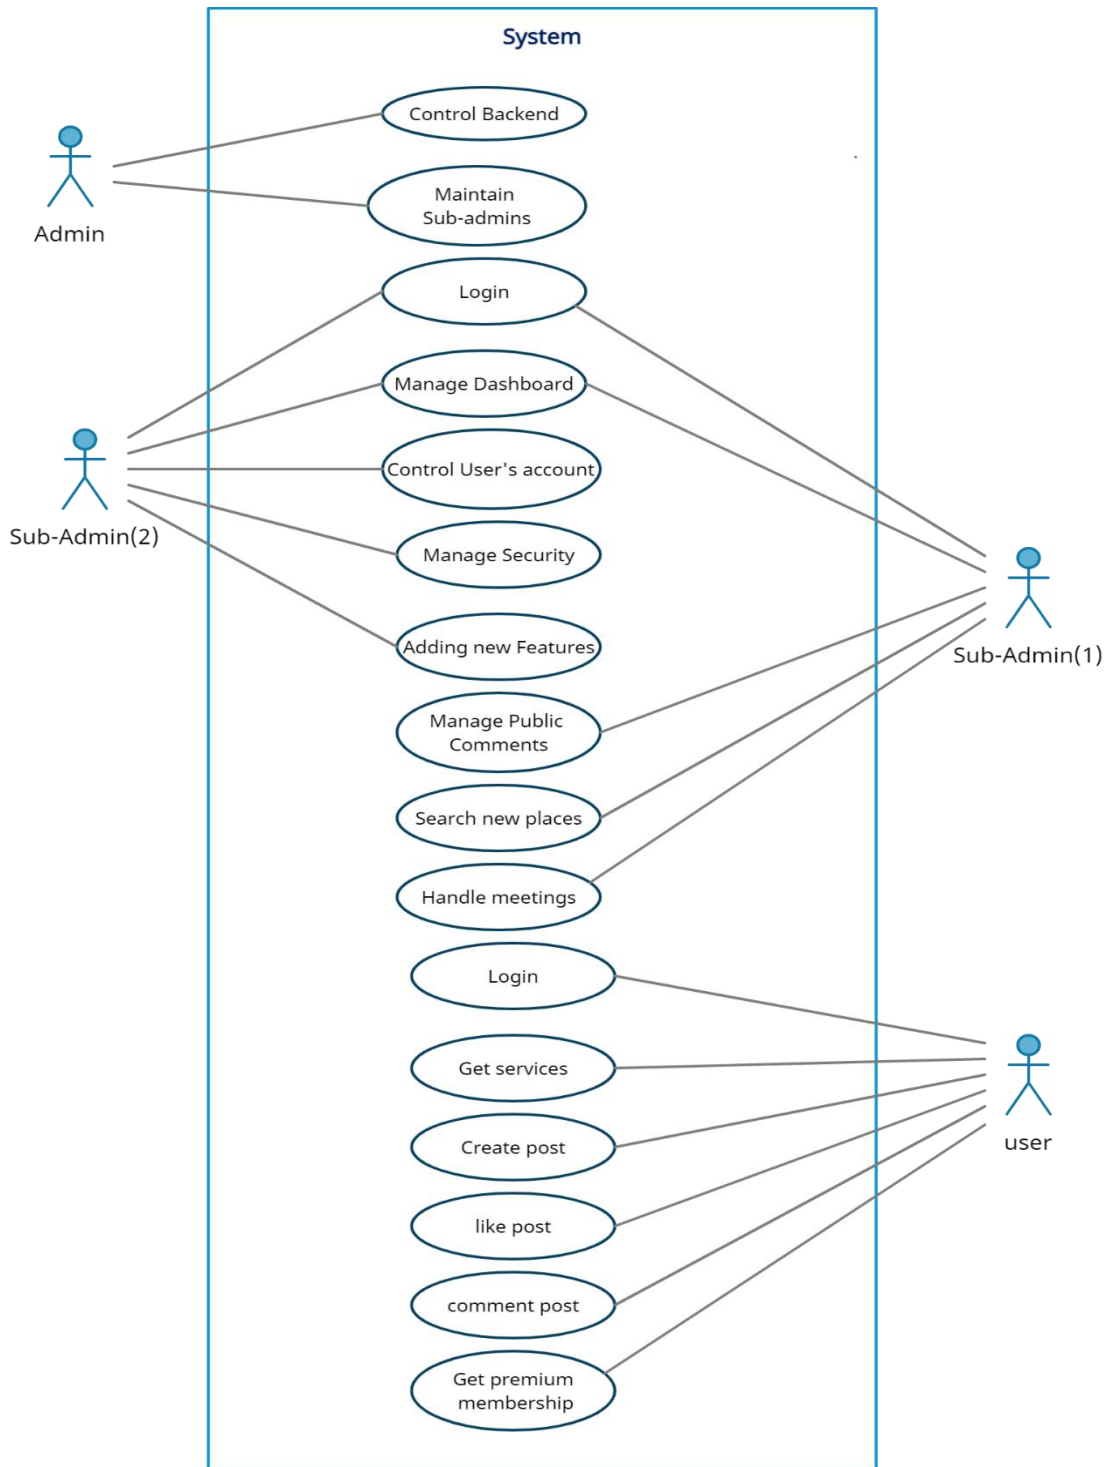 System
Control Backend
Admin
Maintain
Sub-admins
Login
Manage Dashboard
Control User's account
Sub-Admin(2)
Manage Security
Adding new Features
Sub-Admin(1)
Manage Public
Comments
Search new places
Handle meetings
Login
Get services
Create post
user
like post
comment post
Get premium
membership